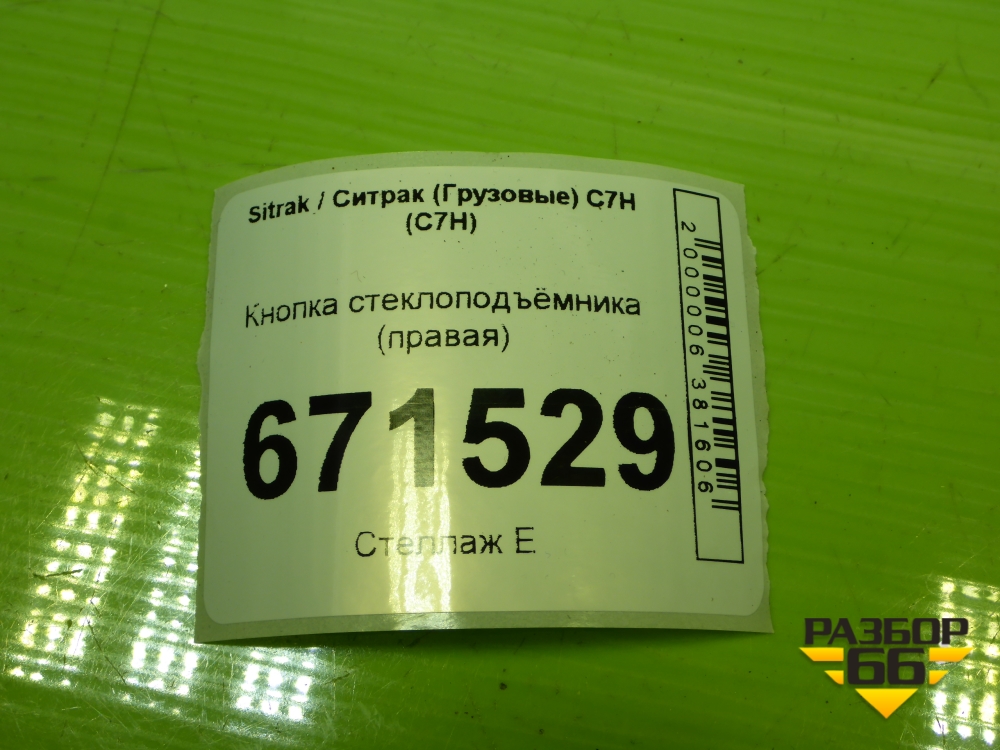 Sitrak / Ситрак (Грузовые) C7H
(C7H)
Кнопка стеклоподъёмника
(правая)
671529
Стеллаж Е
2000006381606
РАЗБОР
66